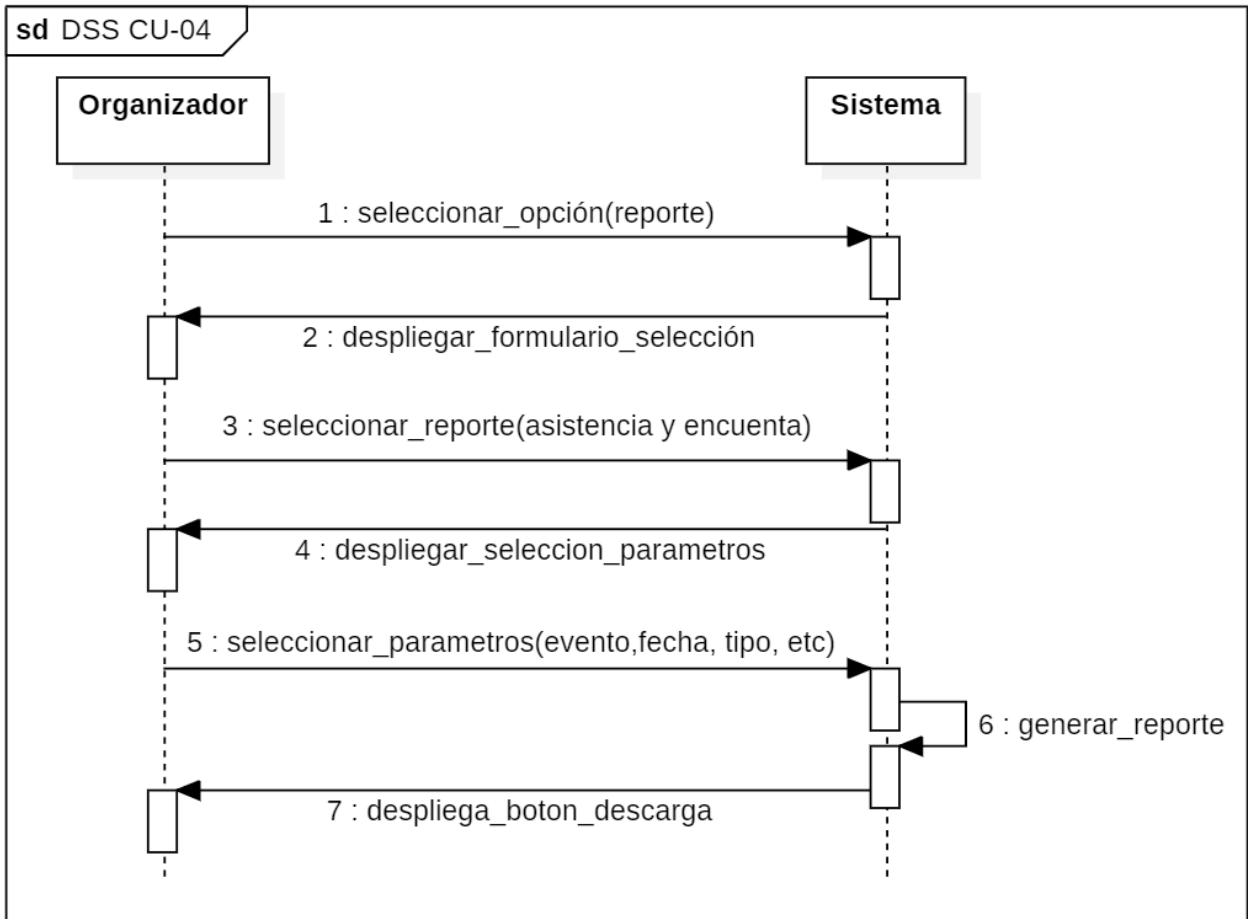 sd DSS CU-04
Organizador
Sistema
1 : seleccionar_opción(reporte)
2 : despliegar_formulario_selección
3 : seleccionar_reporte(asistencia y encuenta)
4 : despliegar_seleccion_parametros
5 : seleccionar_parametros(evento,fecha, tipo, etc)
6 : generar_reporte
7 : despliega_boton_descarga